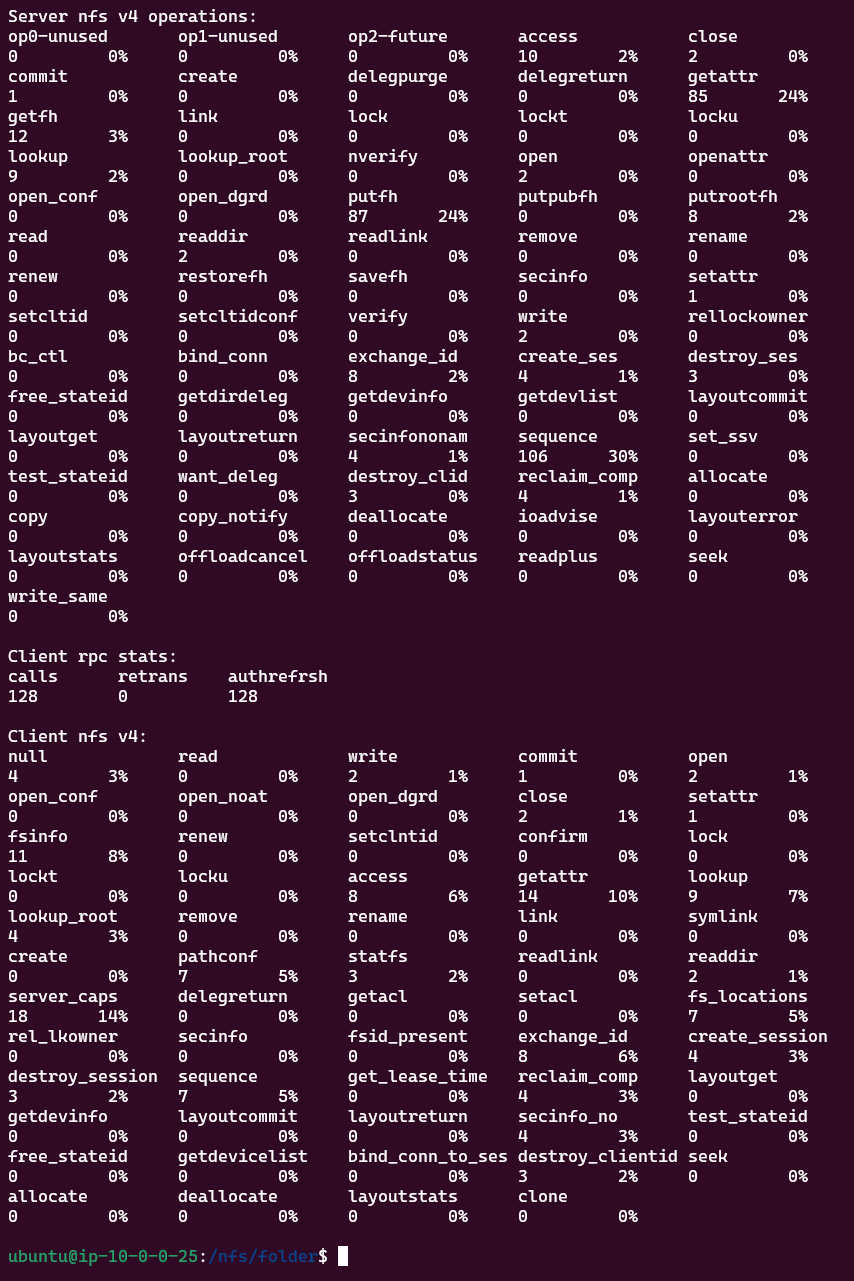 Server nfs v4 operations:
op0-unused       op1-unused       op2-future       access           close
0         0%     0         0%     0         0%     10        2%     2         0%
commit           create           delegpurge       delegreturn      getattr
1         0%     0         0%     0         0%     0         0%     85       24%
getfh            link             lock             lockt            locku
12        3%     0         0%     0         0%     0         0%     0         0%
lookup           lookup_root      nverify          open             openattr
9         2%     0         0%     0         0%     2         0%     0         0%
open_conf        open_dgrd        putfh            putpubfh         putrootfh
0         0%     0         0%     87       24%     0         0%     8         2%
read             readdir          readlink         remove           rename
0         0%     2         0%     0         0%     0         0%     0         0%
renew            restorefh        savefh           secinfo          setattr
0         0%     0         0%     0         0%     0         0%     1         0%
setcltid         setcltidconf     verify           write            rellockowner
0         0%     0         0%     0         0%     2         0%     0         0%
bc_ctl           bind_conn        exchange_id      create_ses       destroy_ses
0         0%     0         0%     8         2%     4         1%     3         0%
free_stateid     getdirdeleg      getdevinfo       getdevlist       layoutcommit
0         0%     0         0%     0         0%     0         0%     0         0%
layoutget        layoutreturn     secinfononam     sequence         set_ssv
0         0%     0         0%     4         1%     106      30%     0         0%
test_stateid     want_deleg       destroy_clid     reclaim_comp     allocate
0         0%     0         0%     3         0%     4         1%     0         0%
copy             copy_notify      deallocate       ioadvise         layouterror
0         0%     0         0%     0         0%     0         0%     0         0%
layoutstats      offloadcancel    offloadstatus    readplus         seek
0         0%     0         0%     0         0%     0         0%     0         0%
write_same
0         0%
Client rpc stats:
calls      retrans    authrefrsh
128        0          128
Client nfs v4:
null             read             write            commit           open
4         3%     0         0%     2         1%     1         0%     2         1%
open_conf        open_noat        open_dgrd        close            setattr
0         0%     0         0%     0         0%     2         1%     1         0%
fsinfo           renew            setclntid        confirm          lock
11        8%     0         0%     0         0%     0         0%     0         0%
lockt            locku            access           getattr          lookup
0         0%     0         0%     8         6%     14       10%     9         7%
lookup_root      remove           rename           link             symlink
4         3%     0         0%     0         0%     0         0%     0         0%
create           pathconf         statfs           readlink         readdir
0         0%     7         5%     3         2%     0         0%     2         1%
server_caps      delegreturn      getacl           setacl           fs_locations
18       14%     0         0%     0         0%     0         0%     7         5%
rel_lkowner      secinfo          fsid_present     exchange_id      create_session
0         0%     0         0%     0         0%     8         6%     4         3%
destroy_session  sequence         get_lease_time   reclaim_comp     layoutget
3         2%     7         5%     0         0%     4         3%     0         0%
getdevinfo       layoutcommit     layoutreturn     secinfo_no       test_stateid
0         0%     0         0%     0         0%     4         3%     0         0%
free_stateid     getdevicelist    bind_conn_to_ses destroy_clientid seek
0         0%     0         0%     0         0%     3         2%     0         0%
allocate         deallocate       layoutstats      clone
0         0%     0         0%     0         0%     0         0%
ubuntu@ip-10-0-0-25:/nfs/folder$